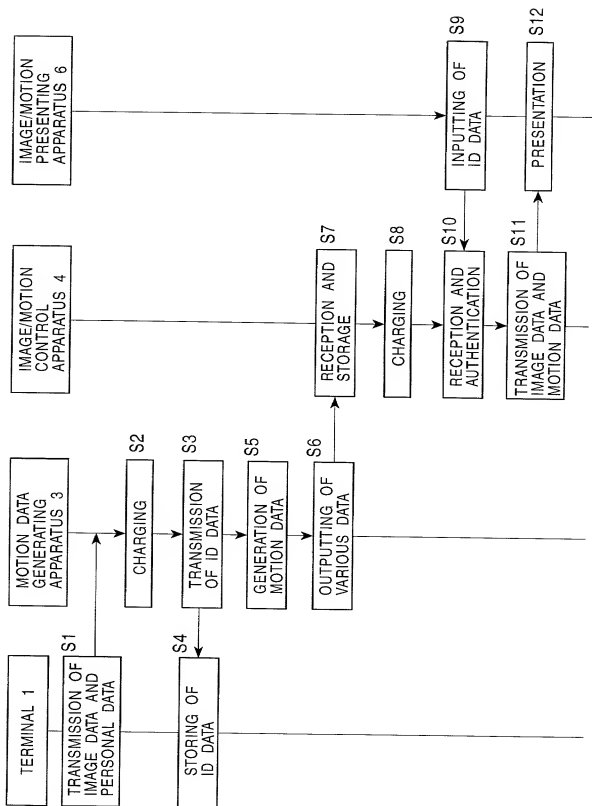 TERMINAL 1
MOTION DATA
GENERATING
APPARATUS 3
IMAGE/MOTION
CONTROL
APPARATUS 4
IMAGE/MOTION
PRESENTING
APPARATUS 6
S1
TRANSMISSION OF
IMAGE DATA AND
PERSONAL DATA
S2
CHARGING
S3
TRANSMISSION
OF ID DATA
S4
STORING OF
ID DATA
S5
GENERATION OF
MOTION DATA
S6
OUTPUTTING OF
VARIOUS DATA
S7
RECEPTION AND
STORAGE
S8
CHARGING
S9
INPUTTING OF
ID DATA
S10
RECEPTION AND
AUTHENTICATION
S11
TRANSMISSION OF
IMAGE DATA AND
MOTION DATA
S12
PRESENTATION